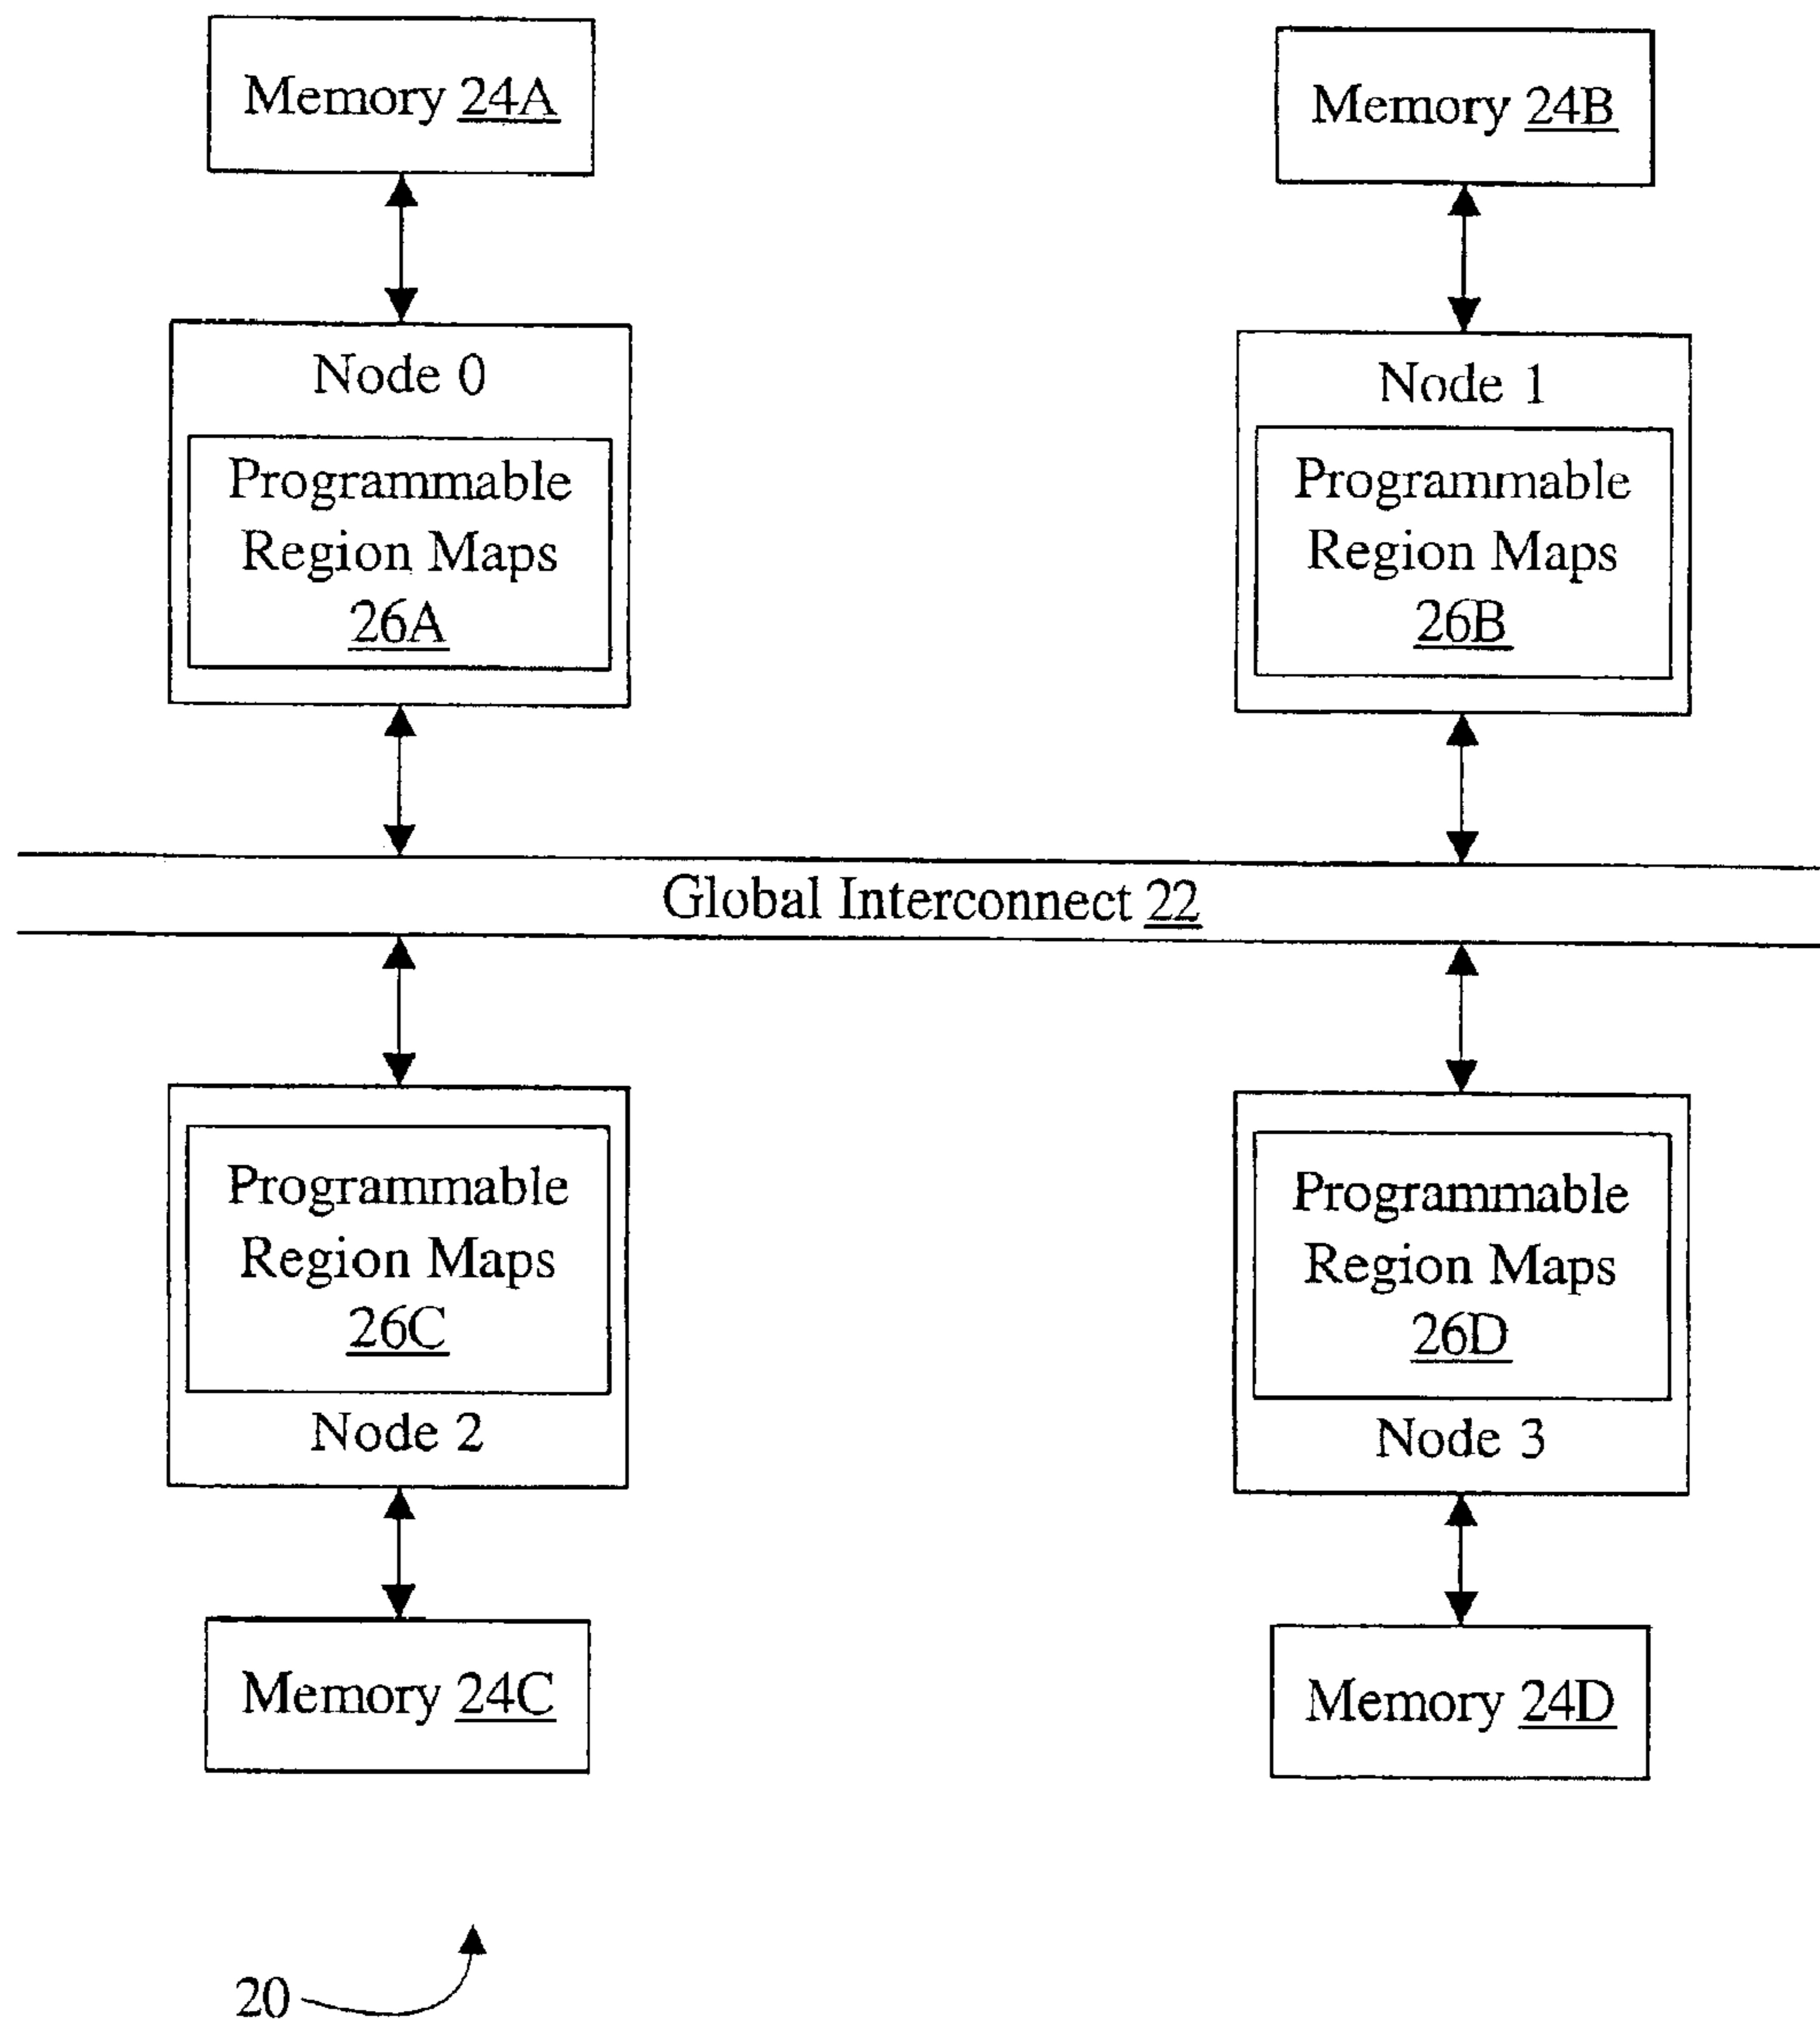 Memory 24A
Memory 24B
Node 0
Programmable
Region Maps
26A
Node 1
Programmable
Region Maps
26B
Global Interconnect 22
Programmable
Region Maps
26C
Node 2
Programmable
Region Maps
26D
Node 3
Memory 24C
Memory 24D
20